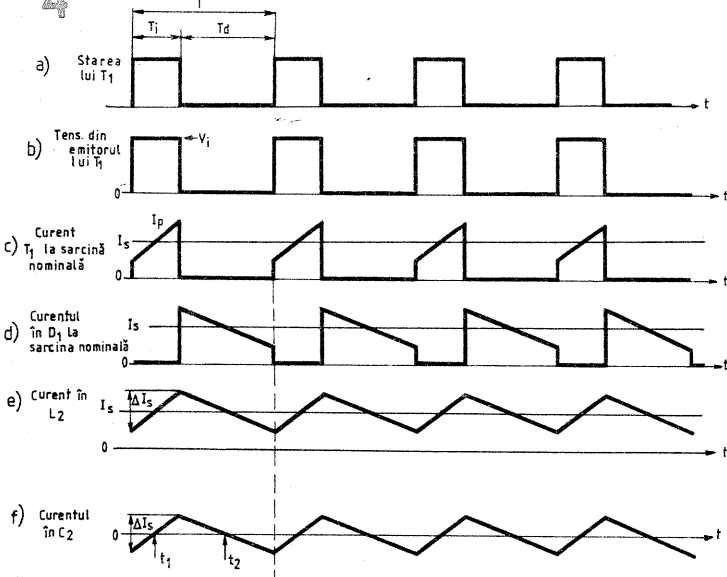 4
T
Ti Td
a) Starea
lui T1
t
b) Tens. din
emitorul
lui T1
Vi
0
t
c) Curent
T1 la sarcină
nominală
Ip
Is
0
t
d) Curentul
în D1 la
sarcina nominală
Is
0
t
e) Curent în
L2
ΔIs
Is
0
t
f) Curentul
în C2
ΔIs
0
t1
t2
t